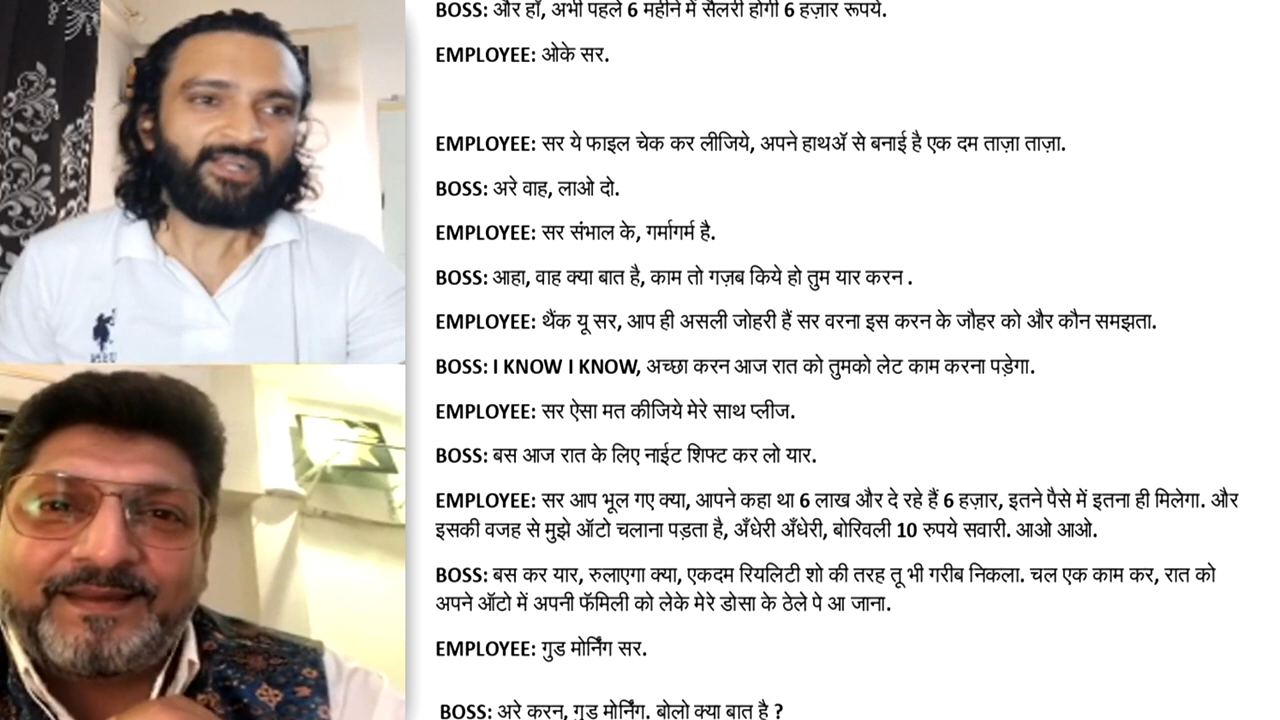 BOSS: और हाँ, अभी पहले 6 महीने में सैलरी होगी 6 हज़ार रूपये.
EMPLOYEE: ओके सर.
EMPLOYEE: सर ये फाइल चेक कर लीजिये, अपने हाथों से बनाई है एक दम ताज़ा ताज़ा.
BOSS: अरे वाह, लाओ दो.
EMPLOYEE: सर संभाल के, गर्मागर्म है.
BOSS: आहा, वाह क्या बात है, काम तो गज़ब किये हो तुम यार करन .
EMPLOYEE: थैंक यू सर, आप ही असली जोहरी हैं सर वरना इस करन के जौहर को और कौन समझता.
BOSS: I KNOW I KNOW, अच्छा करन आज रात को तुमको लेट काम करना पड़ेगा.
EMPLOYEE: सर ऐसा मत कीजिये मेरे साथ प्लीज.
BOSS: बस आज रात के लिए नाईट शिफ्ट कर लो यार.
EMPLOYEE: सर आप भूल गए क्या, आपने कहा था 6 लाख और दे रहे हैं 6 हज़ार, इतने पैसे में इतना ही मिलेगा. और
इसकी वजह से मुझे ऑटो चलाना पड़ता है, अँधेरी अँधेरी, बोरिवली 10 रुपये सवारी. आओ आओ.
BOSS: बस कर यार, रुलाएगा क्या, एकदम रियलिटी शो की तरह तू भी गरीब निकला. चल एक काम कर, रात को
अपने ऑटो में अपनी फॅमिली को लेके मेरे डोसा के ठेले पे आ जाना.
EMPLOYEE: गुड मोर्निंग सर.
BOSS: अरे करन, गुड मोर्निंग. बोलो क्या बात है ?